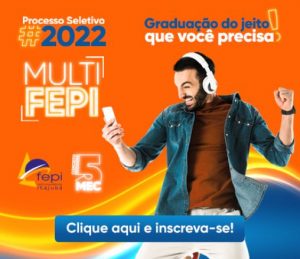 Processo Seletivo
#2022
MULTI
FEPI
Graduação do jeito
que você precisa!
fepi
ITAJUBÁ
5
MEC
Clique aqui e inscreva-se!